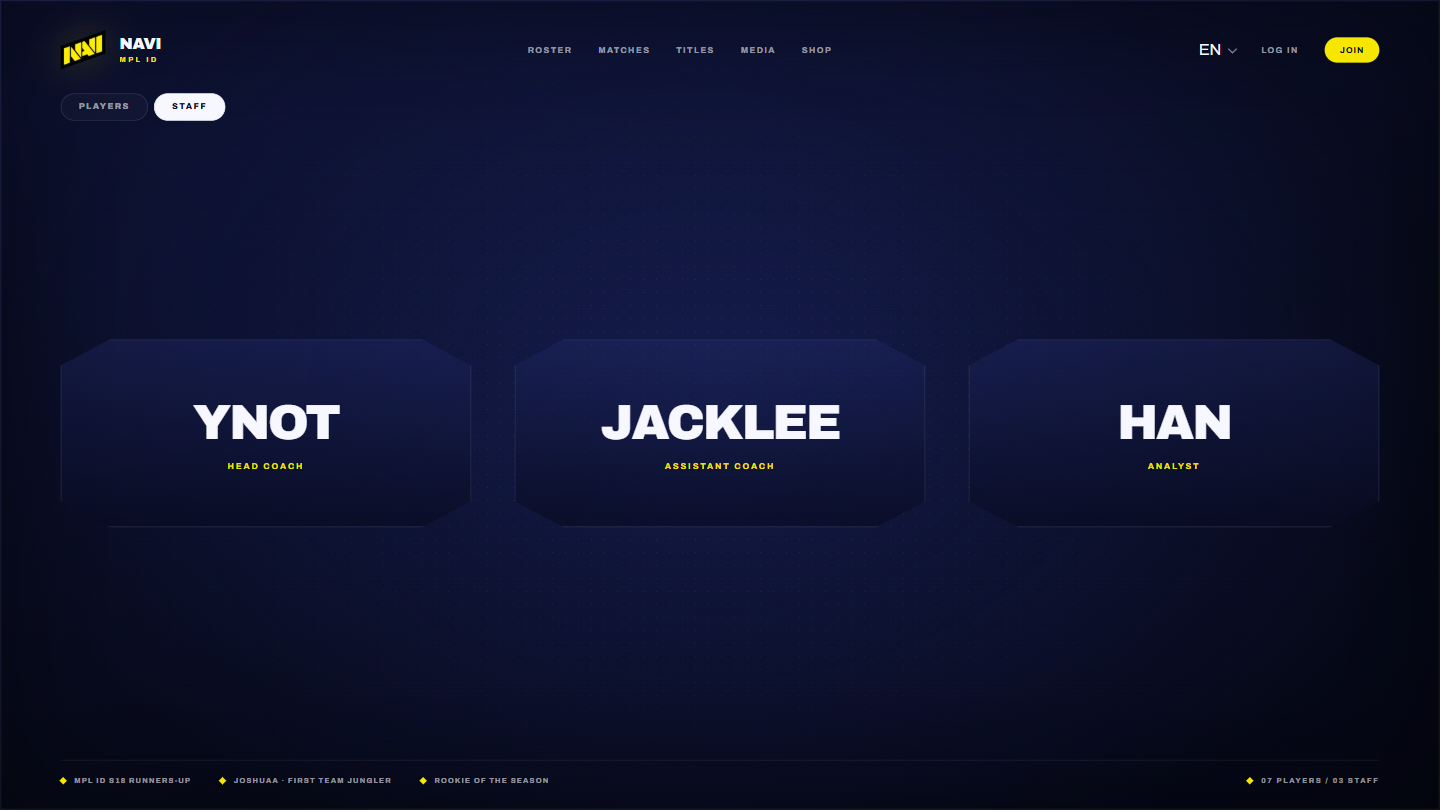 NAVI
NAVI
MPL ID
ROSTER MATCHES TITLES MEDIA SHOP
EN LOG IN JOIN
PLAYERS STAFF
YNOT
HEAD COACH
JACKLEE
ASSISTANT COACH
HAN
ANALYST
MPL ID S18 RUNNERS-UP
JOSHUAA · FIRST TEAM JUNGLER
ROOKIE OF THE SEASON
07 PLAYERS / 03 STAFF